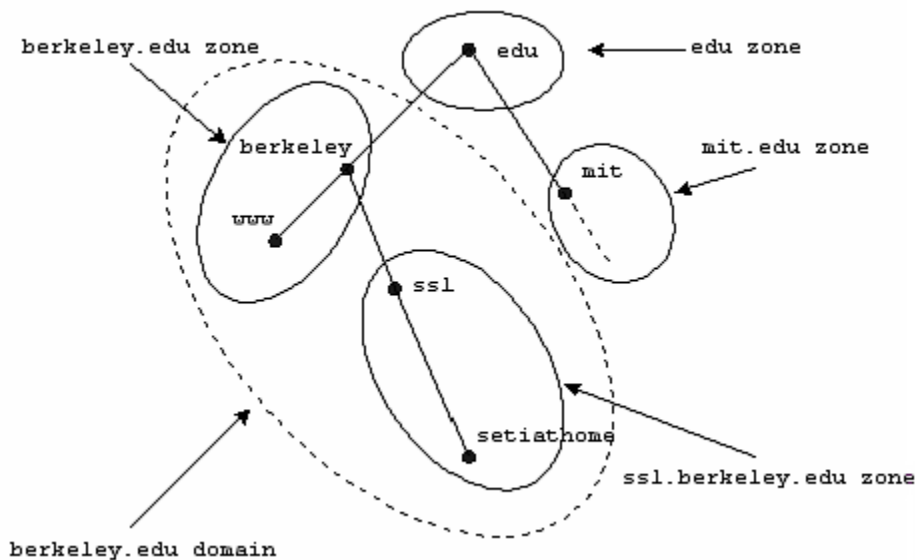 berkeley.edu zone
edu
edu zone
berkeley
mit
mit.edu zone
www
ssl
setiathome
ssl.berkeley.edu zone
berkeley.edu domain